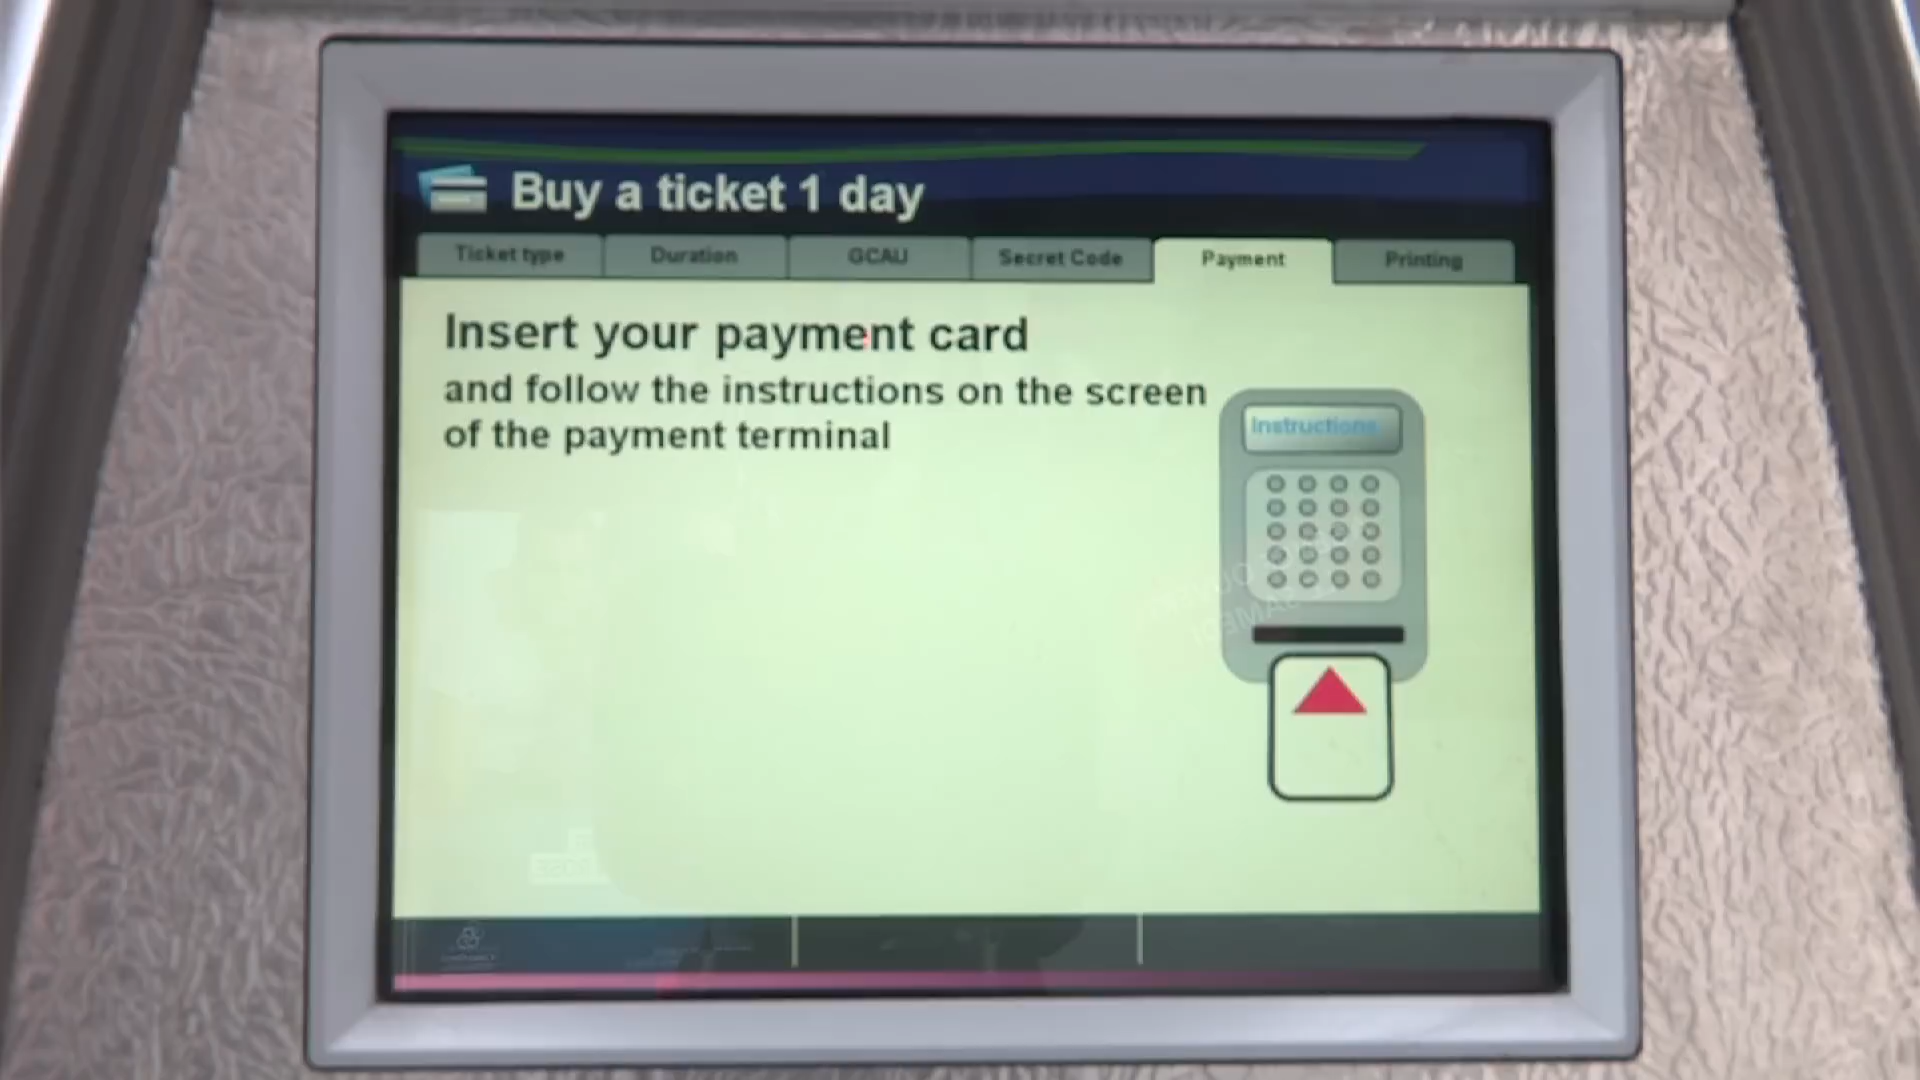 Buy a ticket 1 day
Ticket type
Duration
GCAU
Secret Code
Payment
Printing
Insert your payment card
and follow the instructions on the screen
of the payment terminal
Instructions